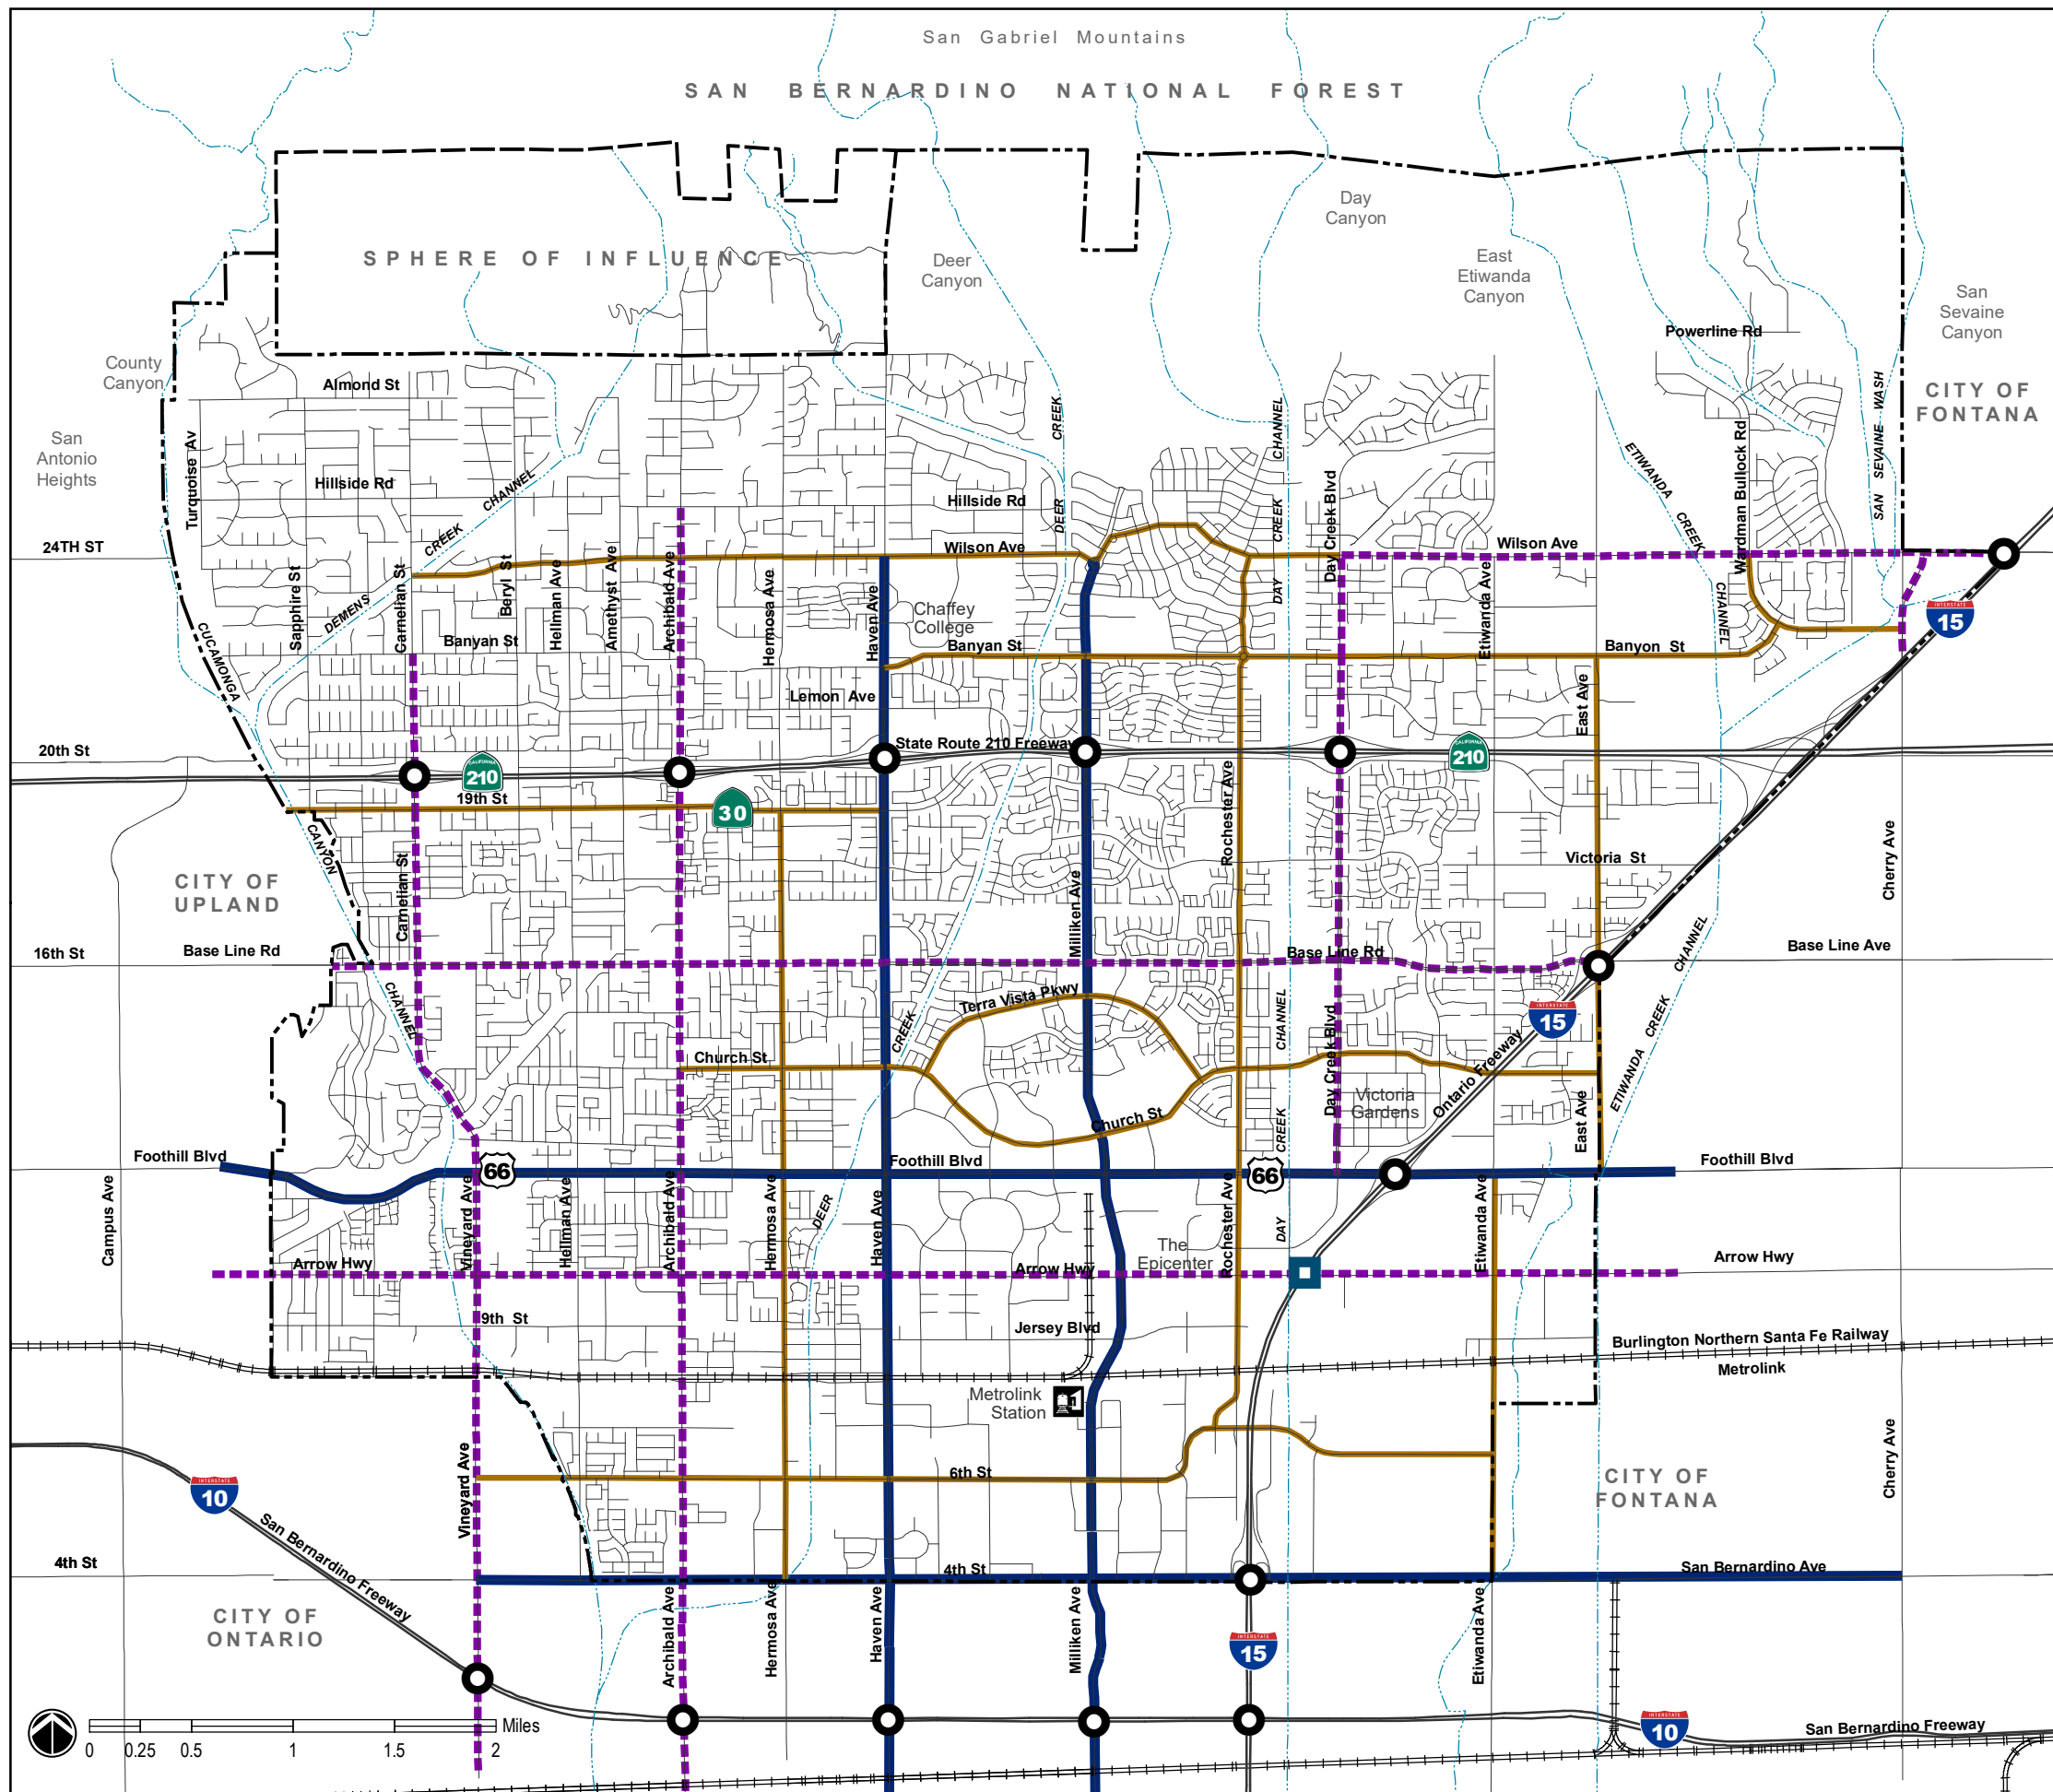 San Gabriel Mountains
SAN BERNARDINO NATIONAL FOREST
Day
Canyon
SPHERE OF INFLUENCE
Deer
Canyon
East
Etiwanda
Canyon
San
Sevaine
Canyon
Powerline Rd
County
Canyon
Almond St
CITY OF
FONTANA
San
Antonio
Heights
Turquoise Av
Hillside Rd
CREEK CHANNEL
Hillside Rd
DEER CREEK
CREEK CHANNEL
Day Creek Blvd
ETIWANDA CREEK
Wardman Bullock Rd
SAN SEVAINE WASH
24TH ST
Wilson Ave
Wilson Ave
CUCAMONGA
Sapphire St
DEMENS
Carnelian St
Beryl St
Hellman Ave
Amethyst Ave
Archibald Ave
Hermosa Ave
Haven Ave
Chaffey
College
DAY
Etiwanda Ave
CHANNEL
INTERSTATE
15
Banyan St
Banyan St
Banyon St
Lemon Ave
East Ave
20th St
State Route 210 Freeway
CALIFORNIA
210
CALIFORNIA
210
19th St
30
CANYON
Rochester Ave
Victoria St
Cherry Ave
CITY OF
UPLAND
Carnelian St
Milliken Ave
16th St
Base Line Rd
Base Line Rd
CHANNEL
Base Line Ave
CHANNEL
Terra Vista Pkwy
CREEK
CHANNEL
Day Creek Blvd
INTERSTATE
15
ETIWANDA CREEK
Church St
Ontario Freeway
Victoria
Gardens
Church St
CREEK
East Ave
Foothill Blvd
66
Foothill Blvd
66
Foothill Blvd
Campus Ave
Vineyard Ave
Hellman Ave
Archibald Ave
Hermosa Ave
DEER
Haven Ave
The
Epicenter
Rochester Ave
DAY
Etiwanda Ave
Arrow Hwy
Arrow Hwy
Arrow Hwy
9th St
Jersey Blvd
Burlington Northern Santa Fe Railway
Metrolink
Metrolink
Station
Vineyard Ave
6th St
CITY OF
FONTANA
Cherry Ave
INTERSTATE
10
San Bernardino Freeway
4th St
4th St
San Bernardino Ave
CITY OF
ONTARIO
Archibald Ave
Hermosa Ave
Haven Ave
Milliken Ave
INTERSTATE
15
Etiwanda Ave
INTERSTATE
10
San Bernardino Freeway
Miles
0 0.25 0.5 1 1.5 2